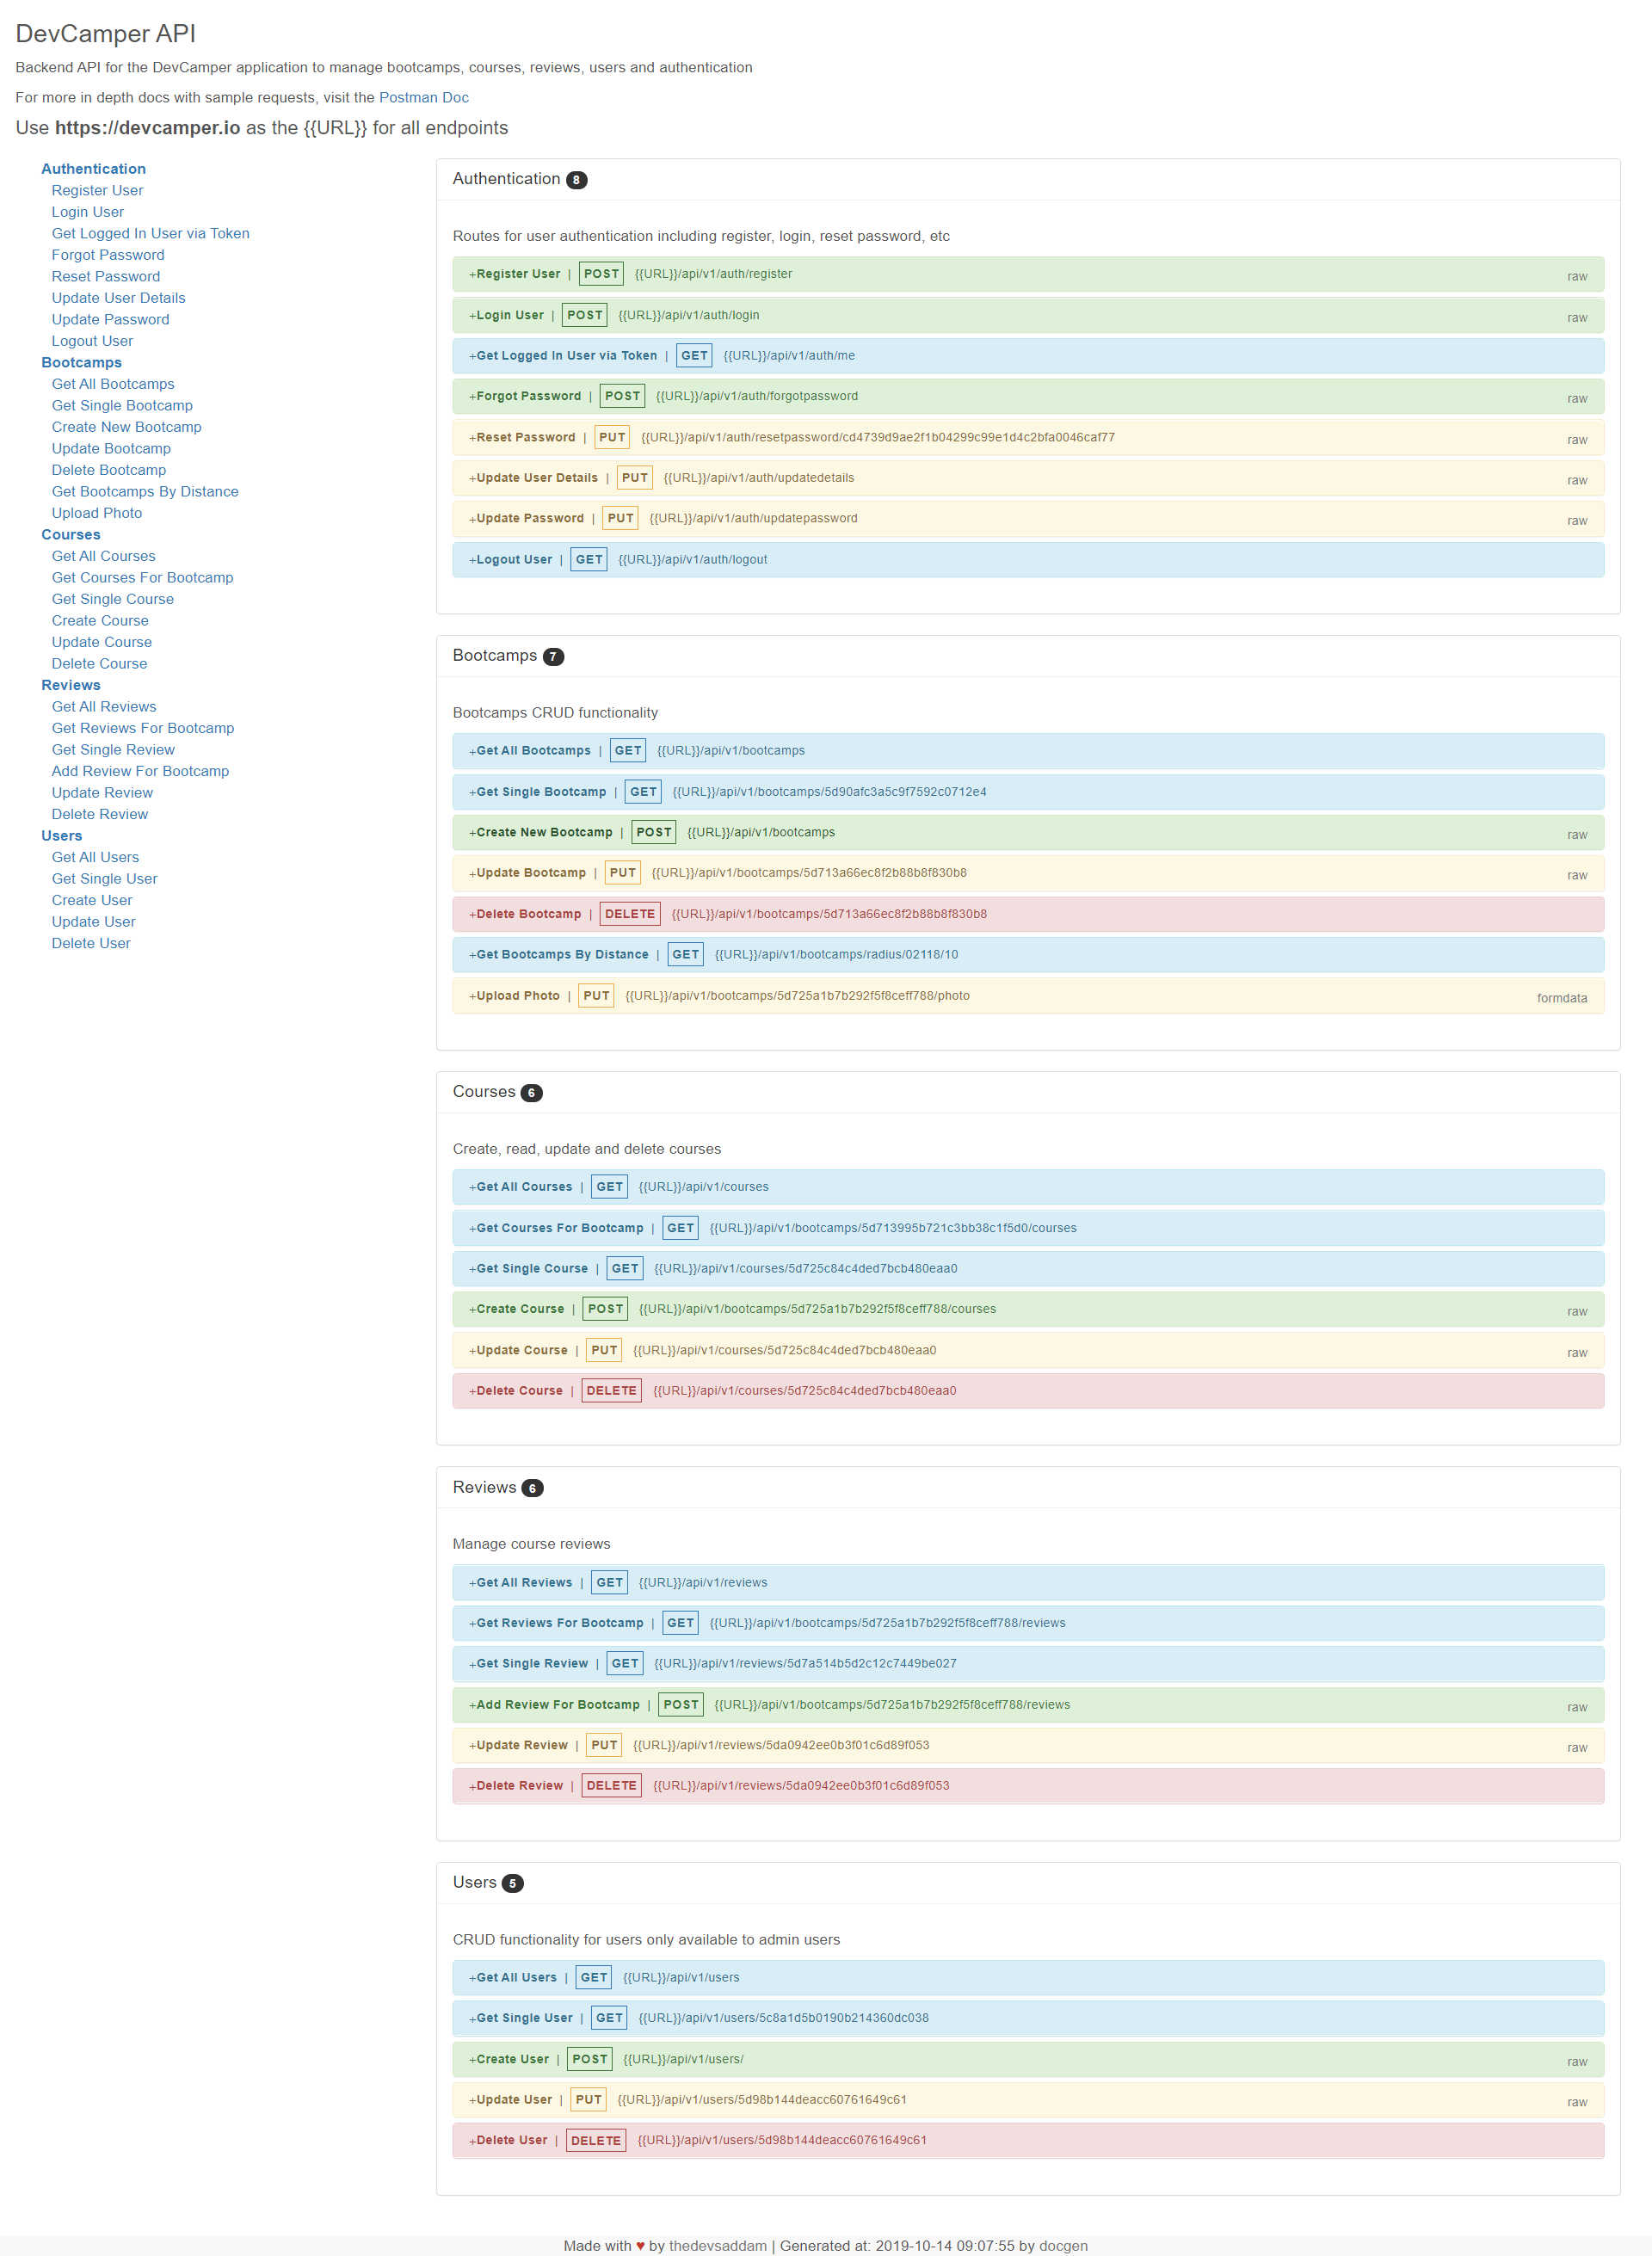 DevCamper API
Backend API for the DevCamper application to manage bootcamps, courses, reviews, users and authentication
For more in depth docs with sample requests, visit the Postman Doc
Use https://devcamper.io as the {{URL}} for all endpoints
Authentication
Register User
Login User
Get Logged In User via Token
Forgot Password
Reset Password
Update User Details
Update Password
Logout User
Bootcamps
Get All Bootcamps
Get Single Bootcamp
Create New Bootcamp
Update Bootcamp
Delete Bootcamp
Get Bootcamps By Distance
Upload Photo
Courses
Get All Courses
Get Courses For Bootcamp
Get Single Course
Create Course
Update Course
Delete Course
Reviews
Get All Reviews
Get Reviews For Bootcamp
Get Single Review
Add Review For Bootcamp
Update Review
Delete Review
Users
Get All Users
Get Single User
Create User
Update User
Delete User
Authentication 8
Routes for user authentication including register, login, reset password, etc
+Register User | POST {{URL}}/api/v1/auth/register raw
+Login User | POST {{URL}}/api/v1/auth/login raw
+Get Logged In User via Token | GET {{URL}}/api/v1/auth/me
+Forgot Password | POST {{URL}}/api/v1/auth/forgotpassword raw
+Reset Password | PUT {{URL}}/api/v1/auth/resetpassword/cd4739d9ae2f1b04299c99e1d4c2bfa0046caf77 raw
+Update User Details | PUT {{URL}}/api/v1/auth/updatedetails raw
+Update Password | PUT {{URL}}/api/v1/auth/updatepassword raw
+Logout User | GET {{URL}}/api/v1/auth/logout
Bootcamps 7
Bootcamps CRUD functionality
+Get All Bootcamps | GET {{URL}}/api/v1/bootcamps
+Get Single Bootcamp | GET {{URL}}/api/v1/bootcamps/5d90afc3a5c9f7592c0712e4
+Create New Bootcamp | POST {{URL}}/api/v1/bootcamps raw
+Update Bootcamp | PUT {{URL}}/api/v1/bootcamps/5d713a66ec8f2b88b8f830b8 raw
+Delete Bootcamp | DELETE {{URL}}/api/v1/bootcamps/5d713a66ec8f2b88b8f830b8
+Get Bootcamps By Distance | GET {{URL}}/api/v1/bootcamps/radius/02118/10
+Upload Photo | PUT {{URL}}/api/v1/bootcamps/5d725a1b7b292f5f8ceff788/photo formdata
Courses 6
Create, read, update and delete courses
+Get All Courses | GET {{URL}}/api/v1/courses
+Get Courses For Bootcamp | GET {{URL}}/api/v1/bootcamps/5d713995b721c3bb38c1f5d0/courses
+Get Single Course | GET {{URL}}/api/v1/courses/5d725c84c4ded7bcb480eaa0
+Create Course | POST {{URL}}/api/v1/bootcamps/5d725a1b7b292f5f8ceff788/courses raw
+Update Course | PUT {{URL}}/api/v1/courses/5d725c84c4ded7bcb480eaa0 raw
+Delete Course | DELETE {{URL}}/api/v1/courses/5d725c84c4ded7bcb480eaa0
Reviews 6
Manage course reviews
+Get All Reviews | GET {{URL}}/api/v1/reviews
+Get Reviews For Bootcamp | GET {{URL}}/api/v1/bootcamps/5d725a1b7b292f5f8ceff788/reviews
+Get Single Review | GET {{URL}}/api/v1/reviews/5d7a514b5d2c12c7449be027
+Add Review For Bootcamp | POST {{URL}}/api/v1/bootcamps/5d725a1b7b292f5f8ceff788/reviews raw
+Update Review | PUT {{URL}}/api/v1/reviews/5da0942ee0b3f01c6d89f053 raw
+Delete Review | DELETE {{URL}}/api/v1/reviews/5da0942ee0b3f01c6d89f053
Users 5
CRUD functionality for users only available to admin users
+Get All Users | GET {{URL}}/api/v1/users
+Get Single User | GET {{URL}}/api/v1/users/5c8a1d5b0190b214360dc038
+Create User | POST {{URL}}/api/v1/users/ raw
+Update User | PUT {{URL}}/api/v1/users/5d98b144deacc60761649c61 raw
+Delete User | DELETE {{URL}}/api/v1/users/5d98b144deacc60761649c61
Made with ♥ by thedevsaddam | Generated at: 2019-10-14 09:07:55 by docgen